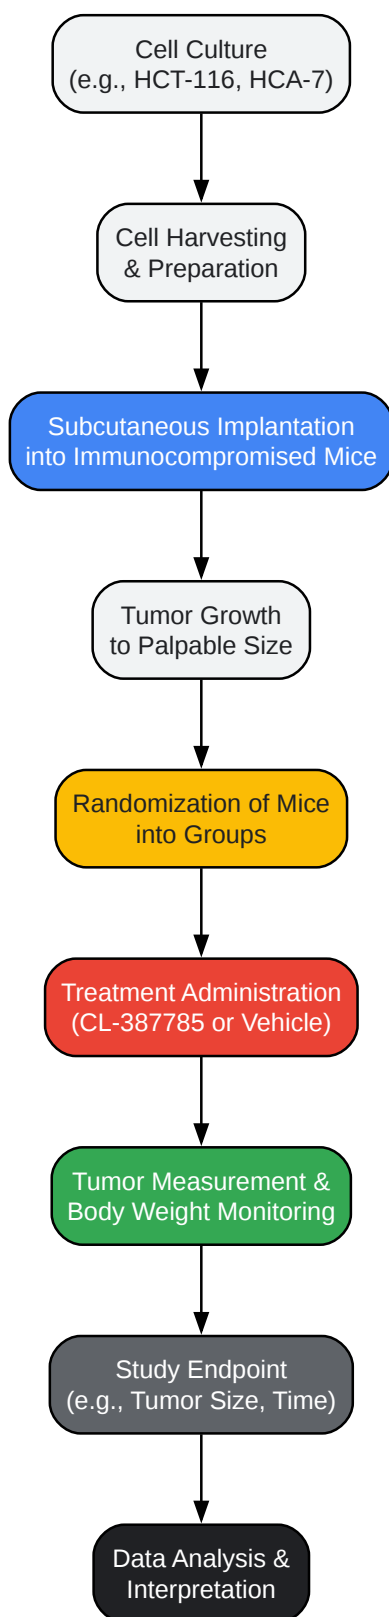 Cell Culture
(e.g., HCT-116, HCA-7)
Cell Harvesting
& Preparation
Subcutaneous Implantation
into Immunocompromised Mice
Tumor Growth
to Palpable Size
Randomization of Mice
into Groups
Treatment Administration
(CL-387785 or Vehicle)
Tumor Measurement &
Body Weight Monitoring
Study Endpoint
(e.g., Tumor Size, Time)
Data Analysis &
Interpretation